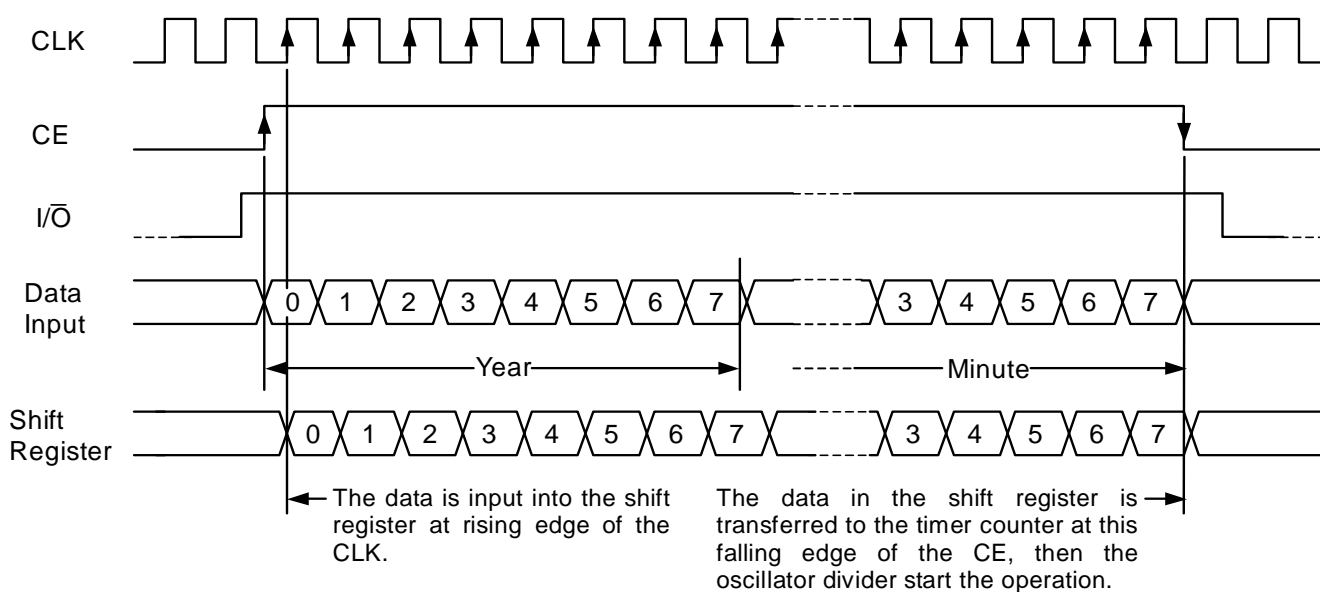 CLK
CE
I/O̅
Data
Input
0 1 2 3 4 5 6 7 3 4 5 6 7
Year Minute
Shift
Register
0 1 2 3 4 5 6 7 3 4 5 6 7
The data is input into the shift
register at rising edge of the
CLK.
The data in the shift register is
transferred to the timer counter at this
falling edge of the CE, then the
oscillator divider start the operation.